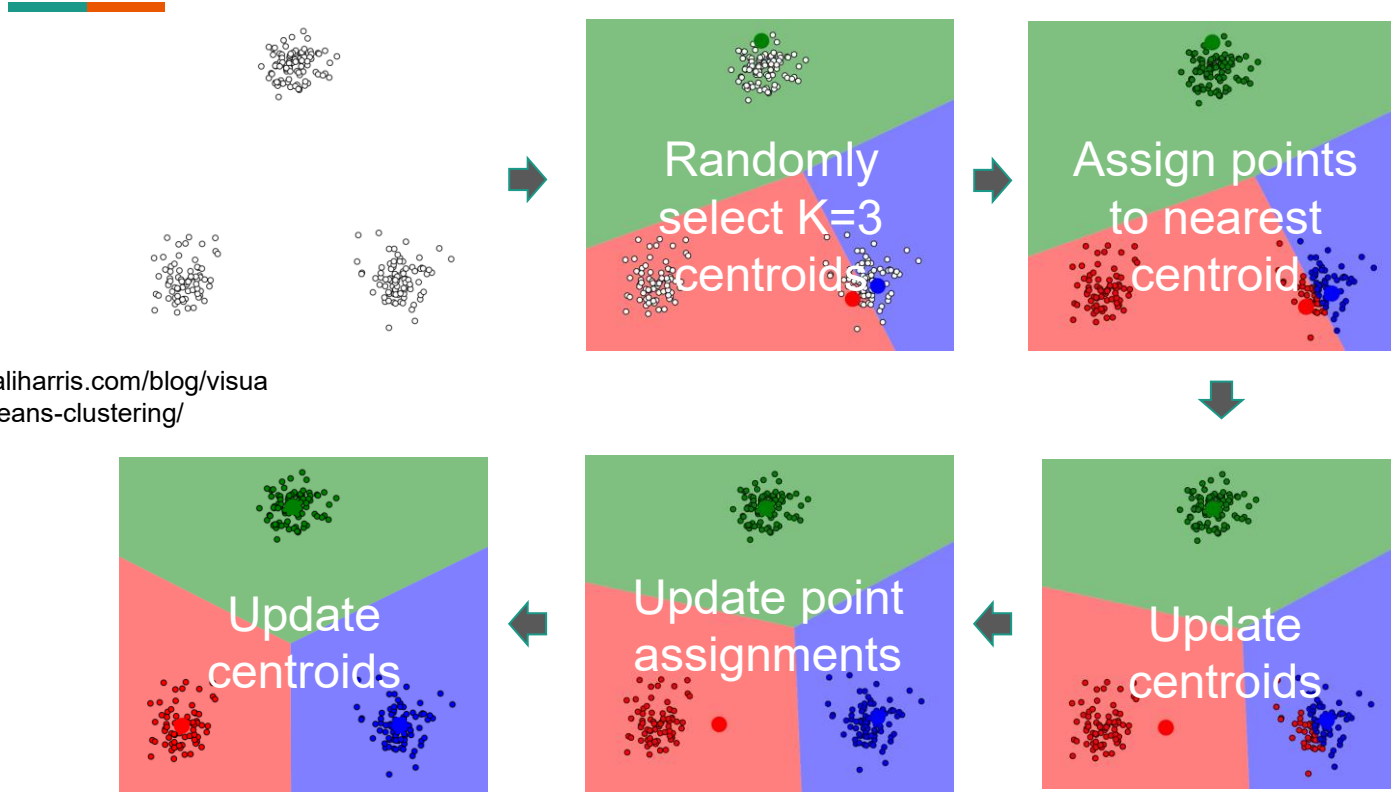 Randomly
select K=3
centroids
Assign points
to nearest
centroid
aliharris.com/blog/visua
eans-clustering/
Update
centroids
Update point
assignments
Update
centroids